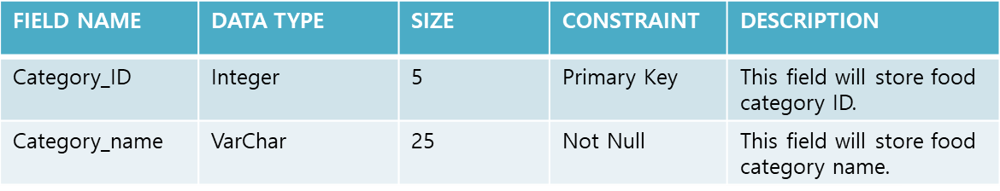 FIELD NAME DATA TYPE SIZE CONSTRAINT DESCRIPTION
Category_ID Integer 5 Primary Key This field will store food
category ID.
Category_name VarChar 25 Not Null This field will store food
category name.